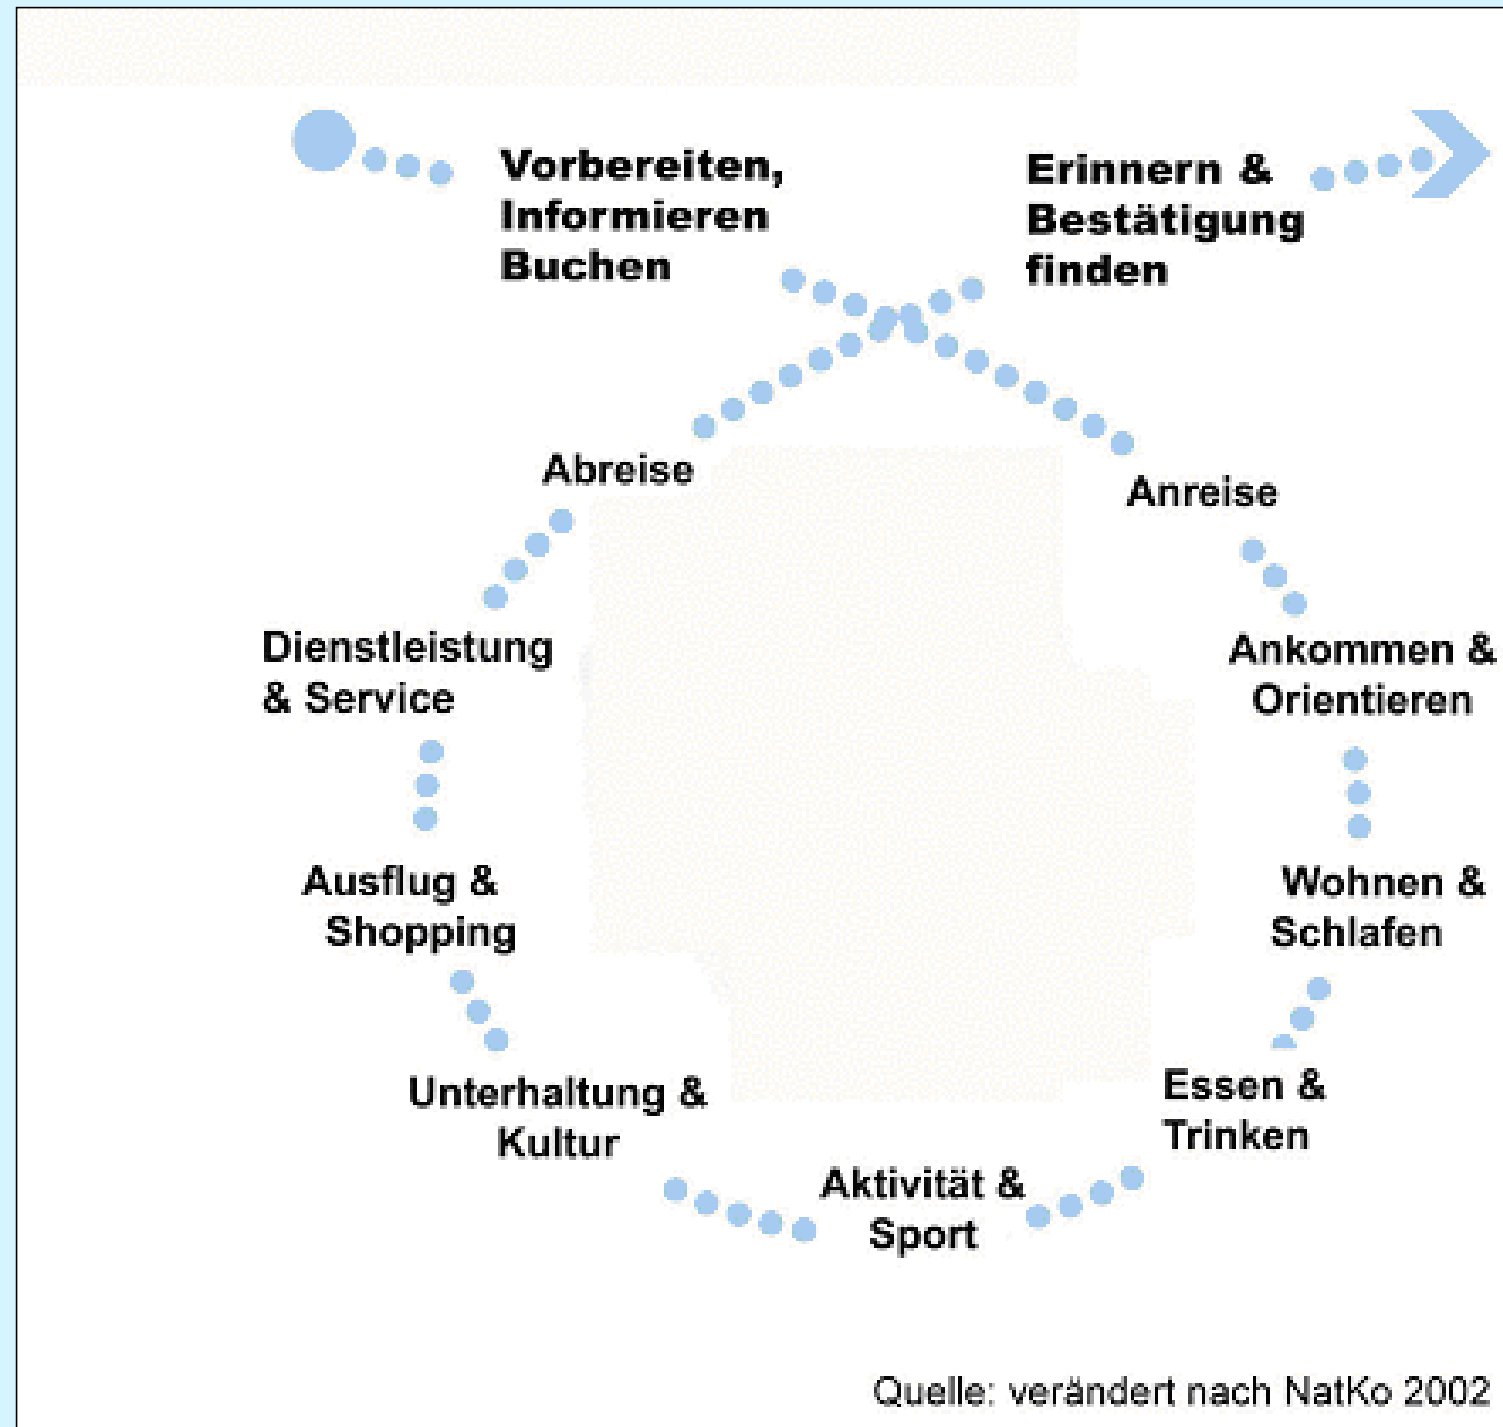 Vorbereiten,
Informieren
Buchen
Erinnern &
Bestätigung
finden
Abreise
Anreise
Dienstleistung
& Service
Ankommen &
Orientieren
Ausflug &
Shopping
Wohnen &
Schlafen
Unterhaltung &
Kultur
Essen &
Trinken
Aktivität &
Sport
Quelle: verändert nach NatKo 2002